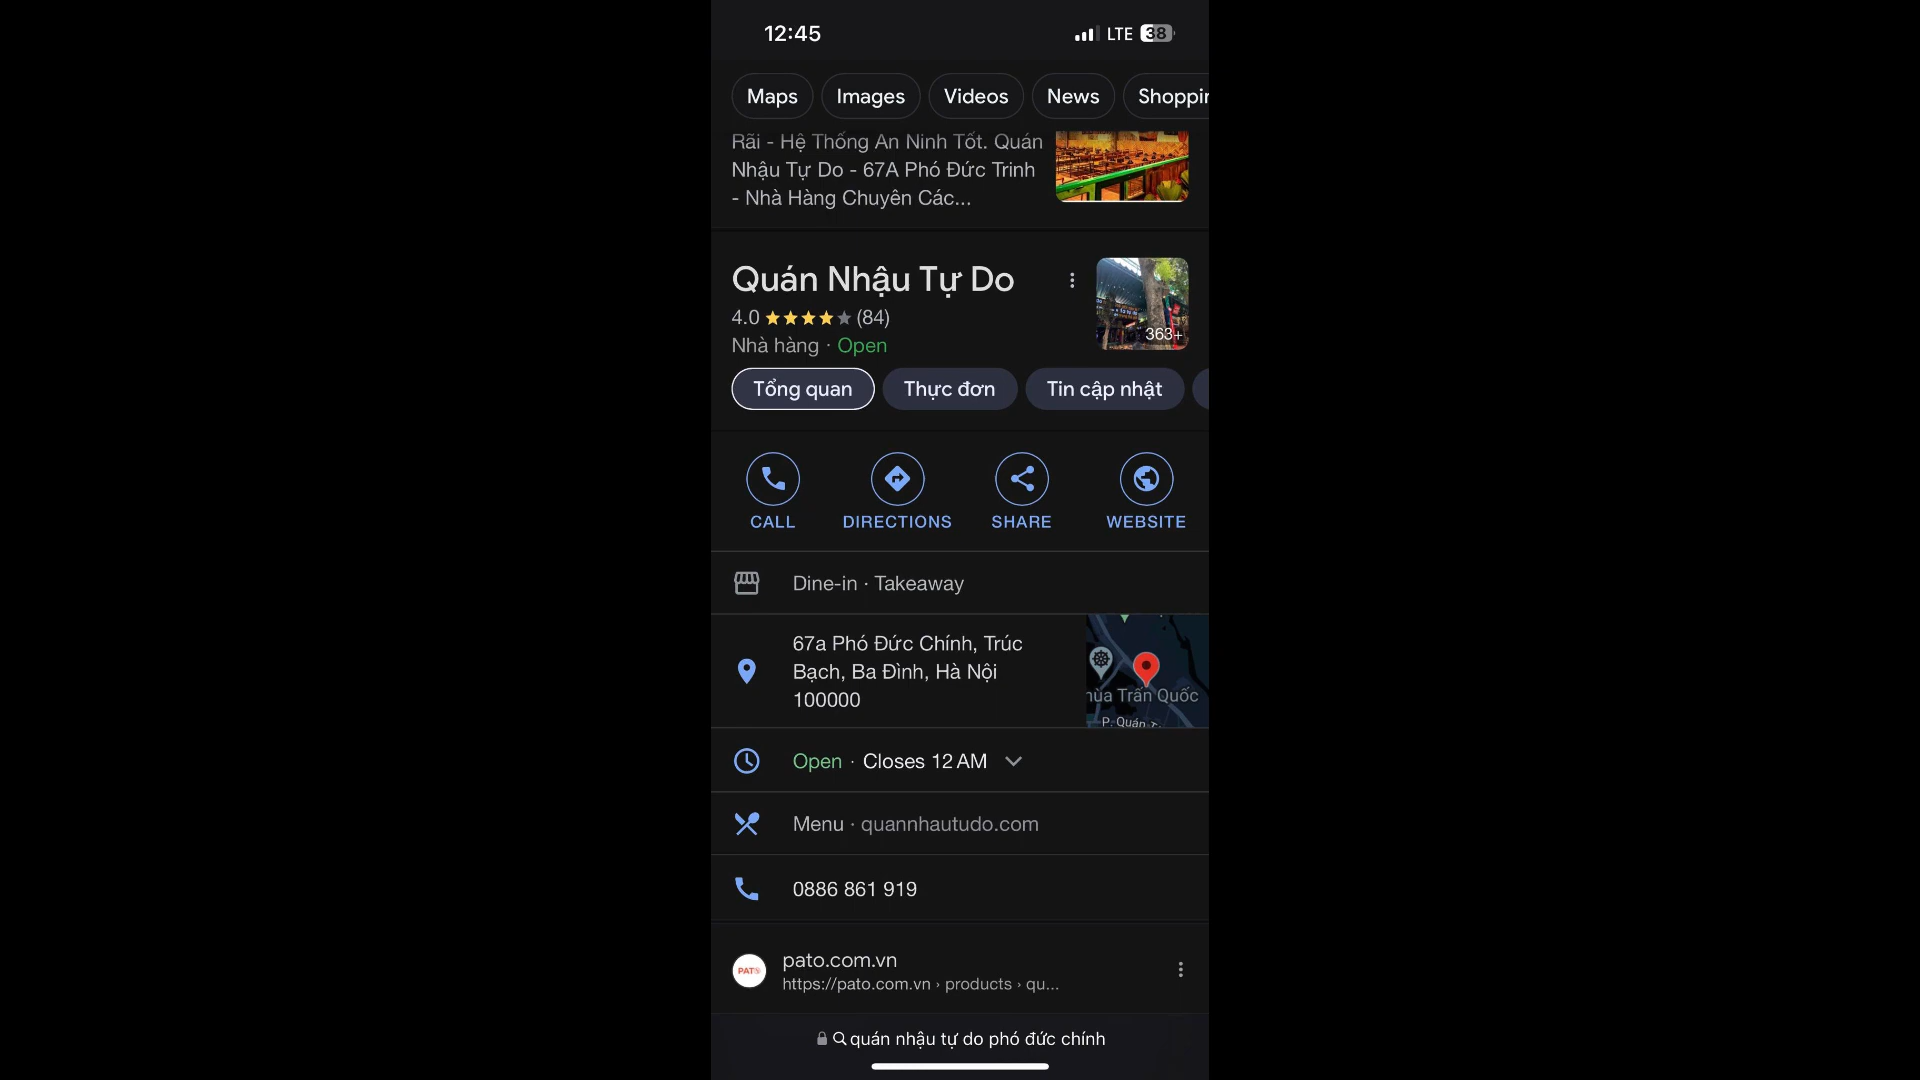 12:45 LTE 38
Maps Images Videos News Shoppin
Rãi - Hệ Thống An Ninh Tốt. Quán
Nhậu Tự Do - 67A Phó Đức Trinh
- Nhà Hàng Chuyên Các...
Quán Nhậu Tự Do
363+
4.0 (84)
Nhà hàng · Open
Tổng quan Thực đơn Tin cập nhật
CALL DIRECTIONS SHARE WEBSITE
Dine-in · Takeaway
67a Phó Đức Chính, Trúc
Bạch, Ba Đình, Hà Nội
100000
hùa Trấn Quốc
P. Quán
Open · Closes 12 AM
Menu · quannhautudo.com
0886 861 919
PATO
pato.com.vn
https://pato.com.vn › products › qu...
quán nhậu tự do phó đức chính